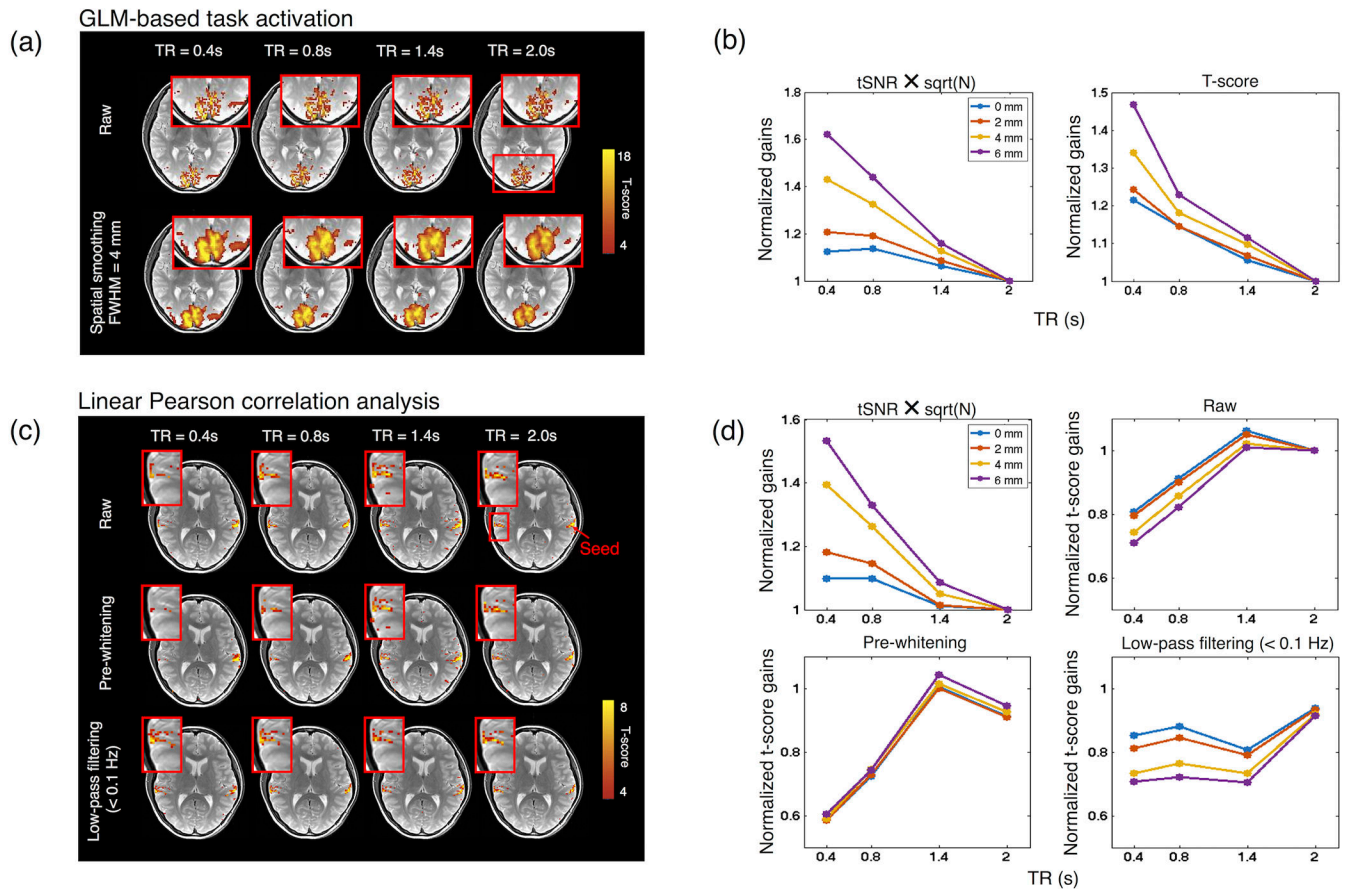 GLM-based task activation
(a)
TR = 0.4s TR = 0.8s TR = 1.4s TR = 2.0s
Raw
Spatial smoothing
FWHM = 4 mm
18
T-score
4
(b)
tSNR ✕ sqrt(N)
Normalized gains
1.8
1.6
1.4
1.2
1
0.4 0.8 1.4 2
0 mm
2 mm
4 mm
6 mm
T-score
Normalized gains
1.5
1.4
1.3
1.2
1.1
1
0.4 0.8 1.4 2
TR (s)
Linear Pearson correlation analysis
(c)
TR = 0.4s TR = 0.8s TR = 1.4s TR = 2.0s
Raw
Seed
Pre-whitening
Low-pass filtering
(< 0.1 Hz)
8
T-score
4
(d)
tSNR ✕ sqrt(N)
Normalized gains
1.6
1.4
1.2
1
0.4 0.8 1.4 2
0 mm
2 mm
4 mm
6 mm
Raw
Normalized t-score gains
1
0.8
0.6
0.4 0.8 1.4 2
Pre-whitening
Normalized t-score gains
1
0.8
0.6
0.4 0.8 1.4 2
Low-pass filtering (< 0.1 Hz)
Normalized t-score gains
1
0.8
0.6
0.4 0.8 1.4 2
TR (s)